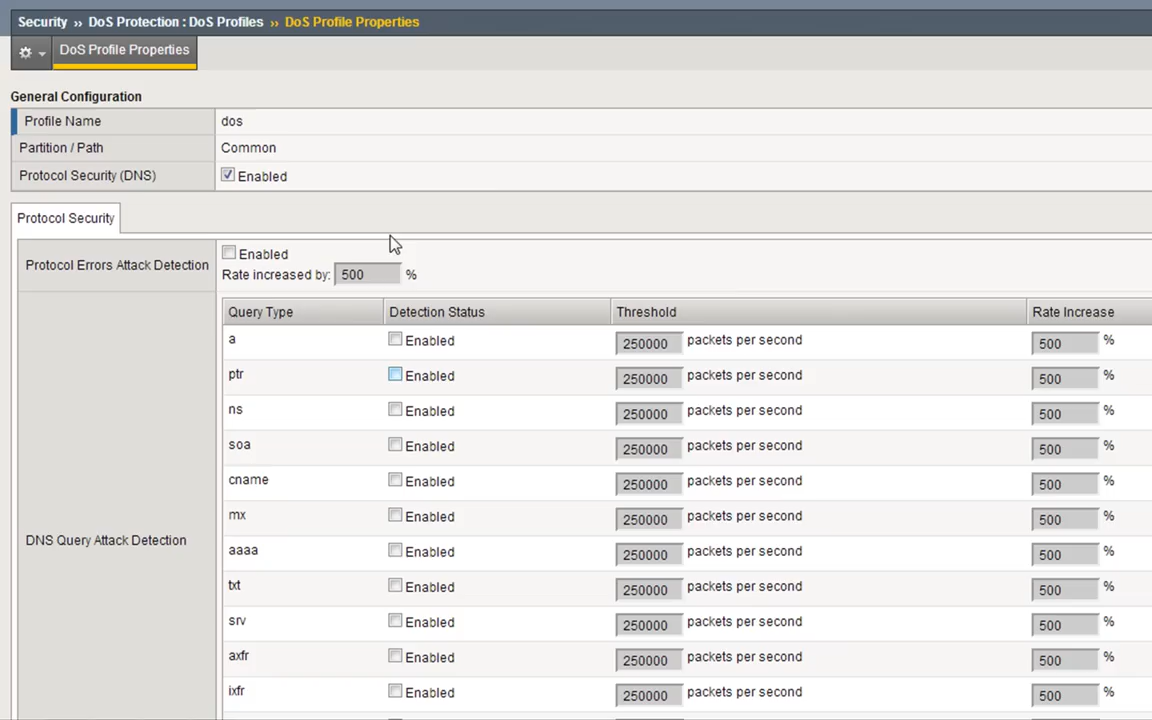 Security ›› DoS Protection : DoS Profiles ›› DoS Profile Properties
DoS Profile Properties
General Configuration
Profile Name dos
Partition / Path Common
Protocol Security (DNS) Enabled
Protocol Security
Protocol Errors Attack Detection Enabled
Rate increased by: 500 %
Query Type Detection Status Threshold Rate Increase
a Enabled 250000 packets per second 500 %
ptr Enabled 250000 packets per second 500 %
ns Enabled 250000 packets per second 500 %
soa Enabled 250000 packets per second 500 %
cname Enabled 250000 packets per second 500 %
mx Enabled 250000 packets per second 500 %
DNS Query Attack Detection
aaaa Enabled 250000 packets per second 500 %
txt Enabled 250000 packets per second 500 %
srv Enabled 250000 packets per second 500 %
axfr Enabled 250000 packets per second 500 %
ixfr Enabled 250000 packets per second 500 %